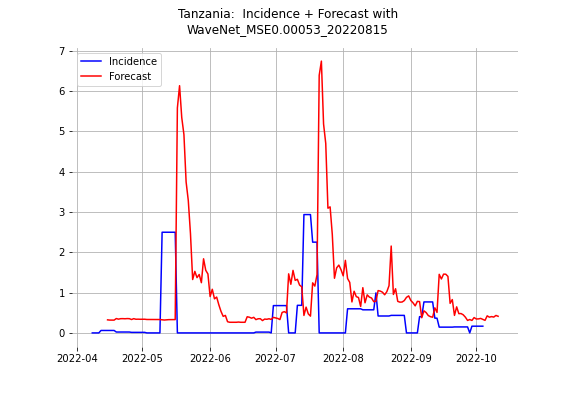 Tanzania:  Incidence + Forecast with
WaveNet_MSE0.00053_20220815
Incidence
Forecast
7
6
5
4
3
2
1
0
2022-04 2022-05 2022-06 2022-07 2022-08 2022-09 2022-10